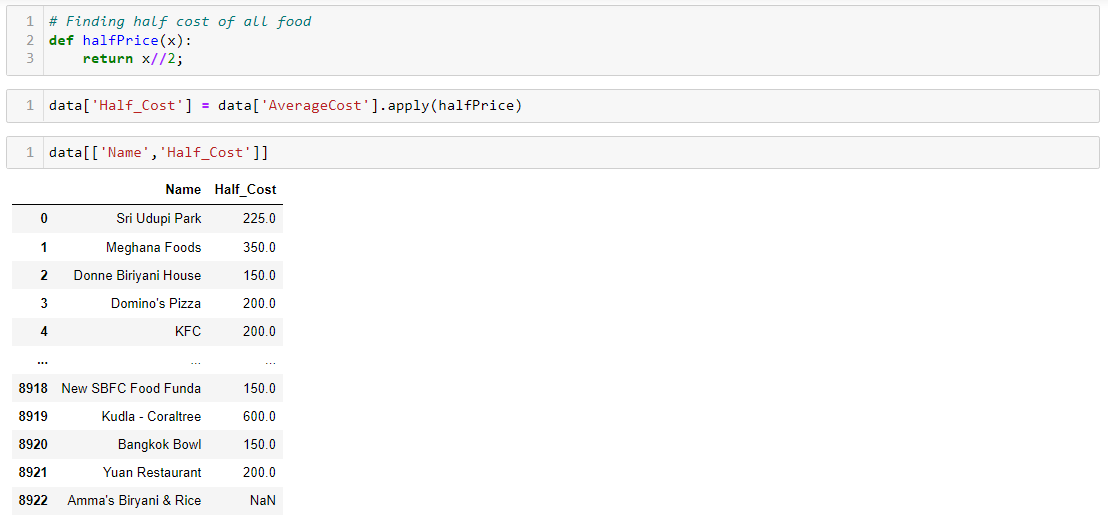 1 # Finding half cost of all food
2 def halfPrice(x):
3     return x//2;
1 data['Half_Cost'] = data['AverageCost'].apply(halfPrice)
1 data[['Name','Half_Cost']]
Name Half_Cost
0 Sri Udupi Park 225.0
1 Meghana Foods 350.0
2 Donne Biriyani House 150.0
3 Domino's Pizza 200.0
4 KFC 200.0
... ... ...
8918 New SBFC Food Funda 150.0
8919 Kudla - Coraltree 600.0
8920 Bangkok Bowl 150.0
8921 Yuan Restaurant 200.0
8922 Amma's Biryani & Rice NaN